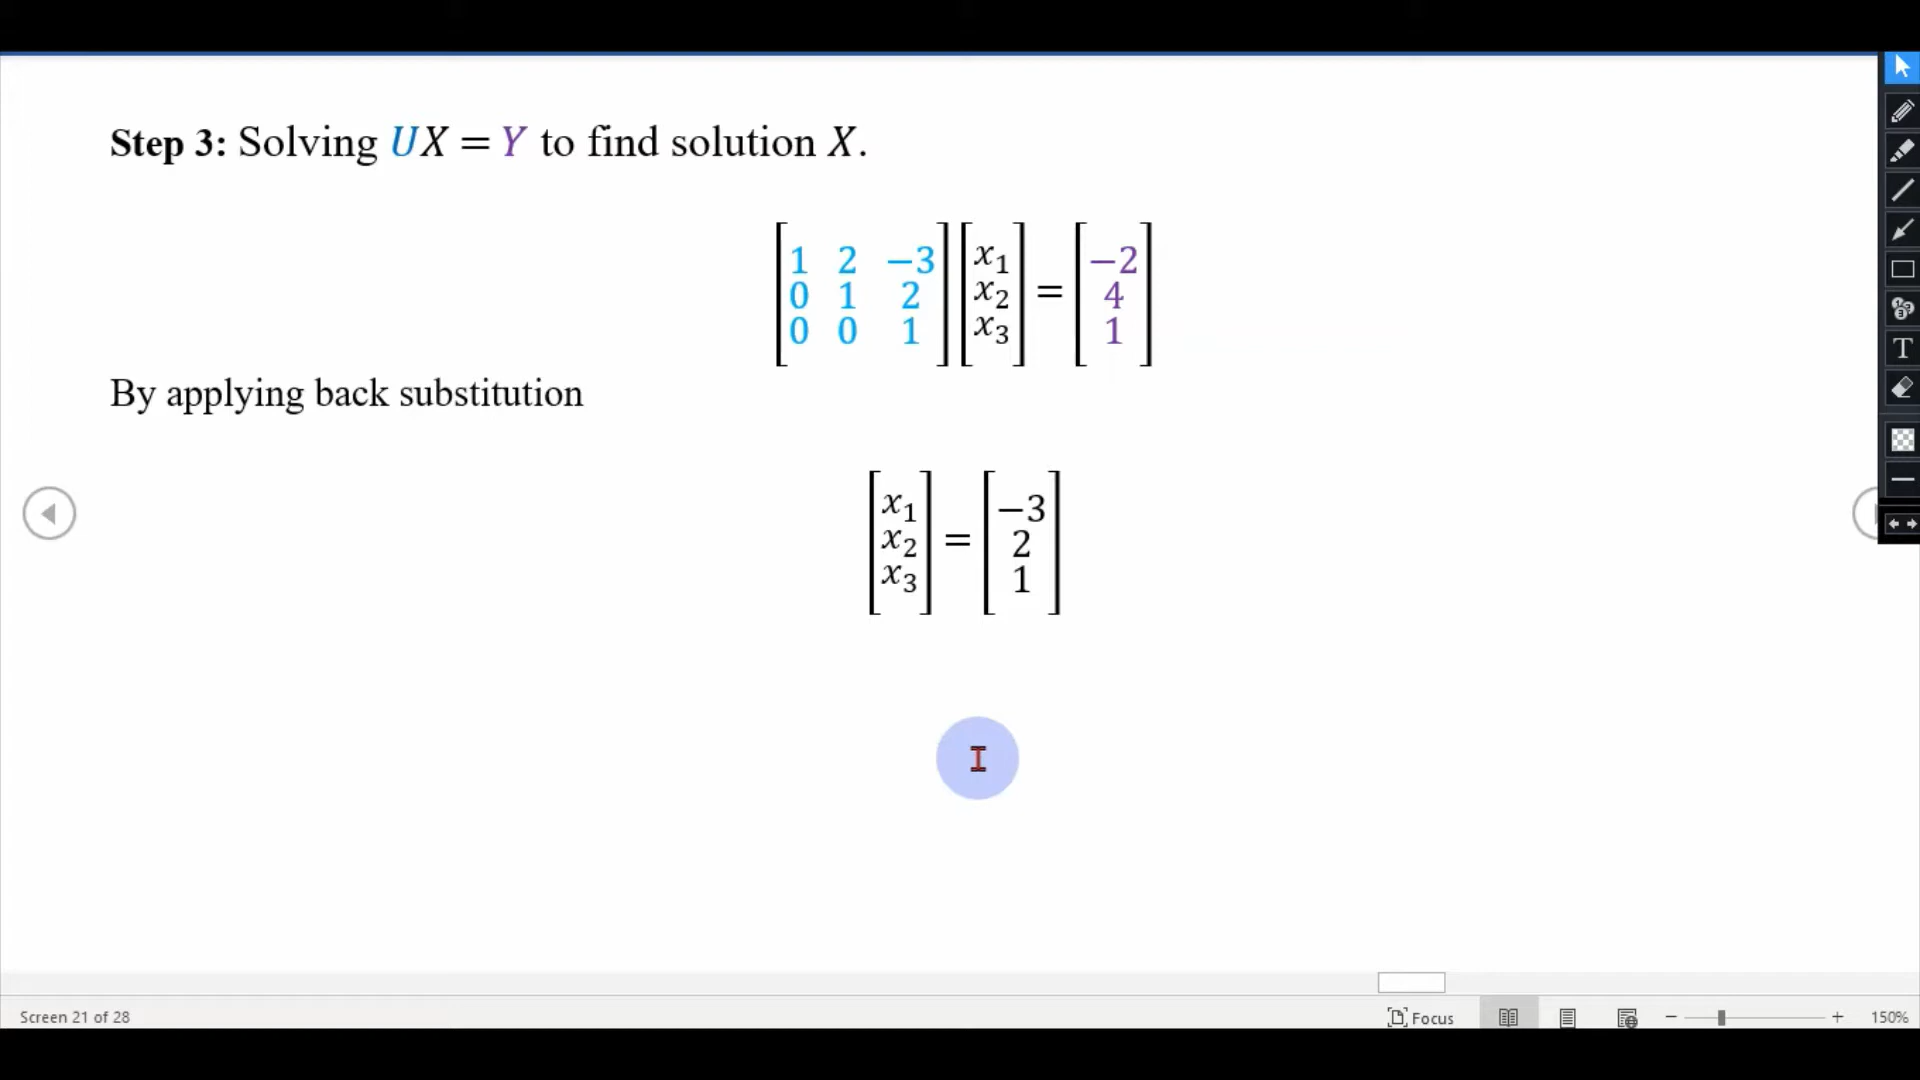 Step 3: Solving UX = Y to find solution X.
[1 2 −3] [x₁] = [−2]
[0 1 2] [x₂] = [4]
[0 0 1] [x₃] = [1]
By applying back substitution
[x₁] = [−3]
[x₂] = [2]
[x₃] = [1]
Screen 21 of 28
Focus
150%